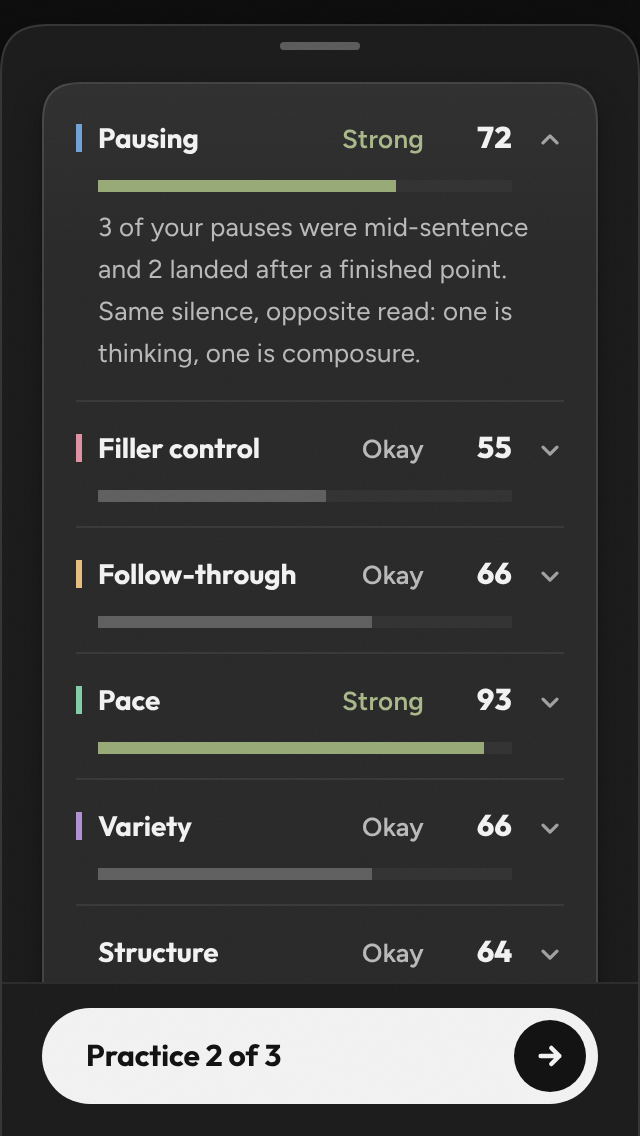 Pausing Strong 72
3 of your pauses were mid-sentence
and 2 landed after a finished point.
Same silence, opposite read: one is
thinking, one is composure.
Filler control Okay 55
Follow-through Okay 66
Pace Strong 93
Variety Okay 66
Structure Okay 64
Practice 2 of 3